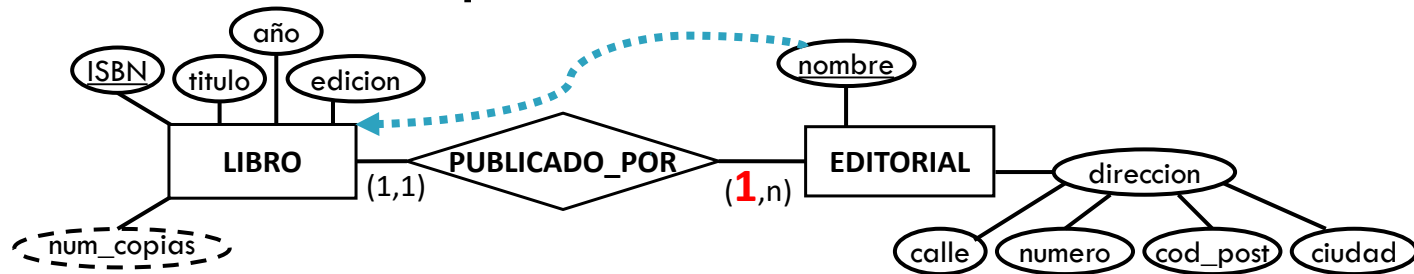 año
ISBN
titulo
edicion
nombre
LIBRO
PUBLICADO_POR
EDITORIAL
direccion
(1,1)
(1,n)
num_copias
calle
numero
cod_post
ciudad